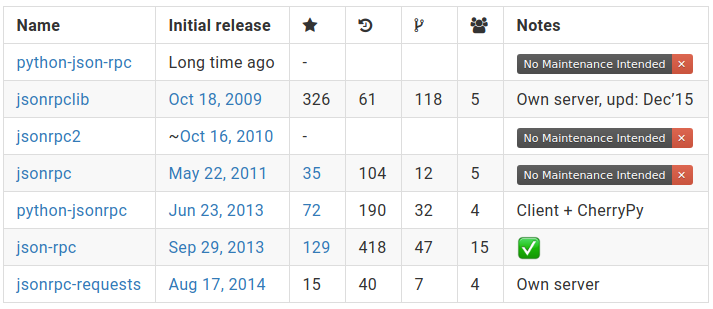 Name Initial release Notes
python-json-rpc Long time ago - No Maintenance Intended ×
jsonrpclib Oct 18, 2009 326 61 118 5 Own server, upd: Dec’15
jsonrpc2 ~Oct 16, 2010 - No Maintenance Intended ×
jsonrpc May 22, 2011 35 104 12 5 No Maintenance Intended ×
python-jsonrpc Jun 23, 2013 72 190 32 4 Client + CherryPy
json-rpc Sep 29, 2013 129 418 47 15 ✅
jsonrpc-requests Aug 17, 2014 15 40 7 4 Own server